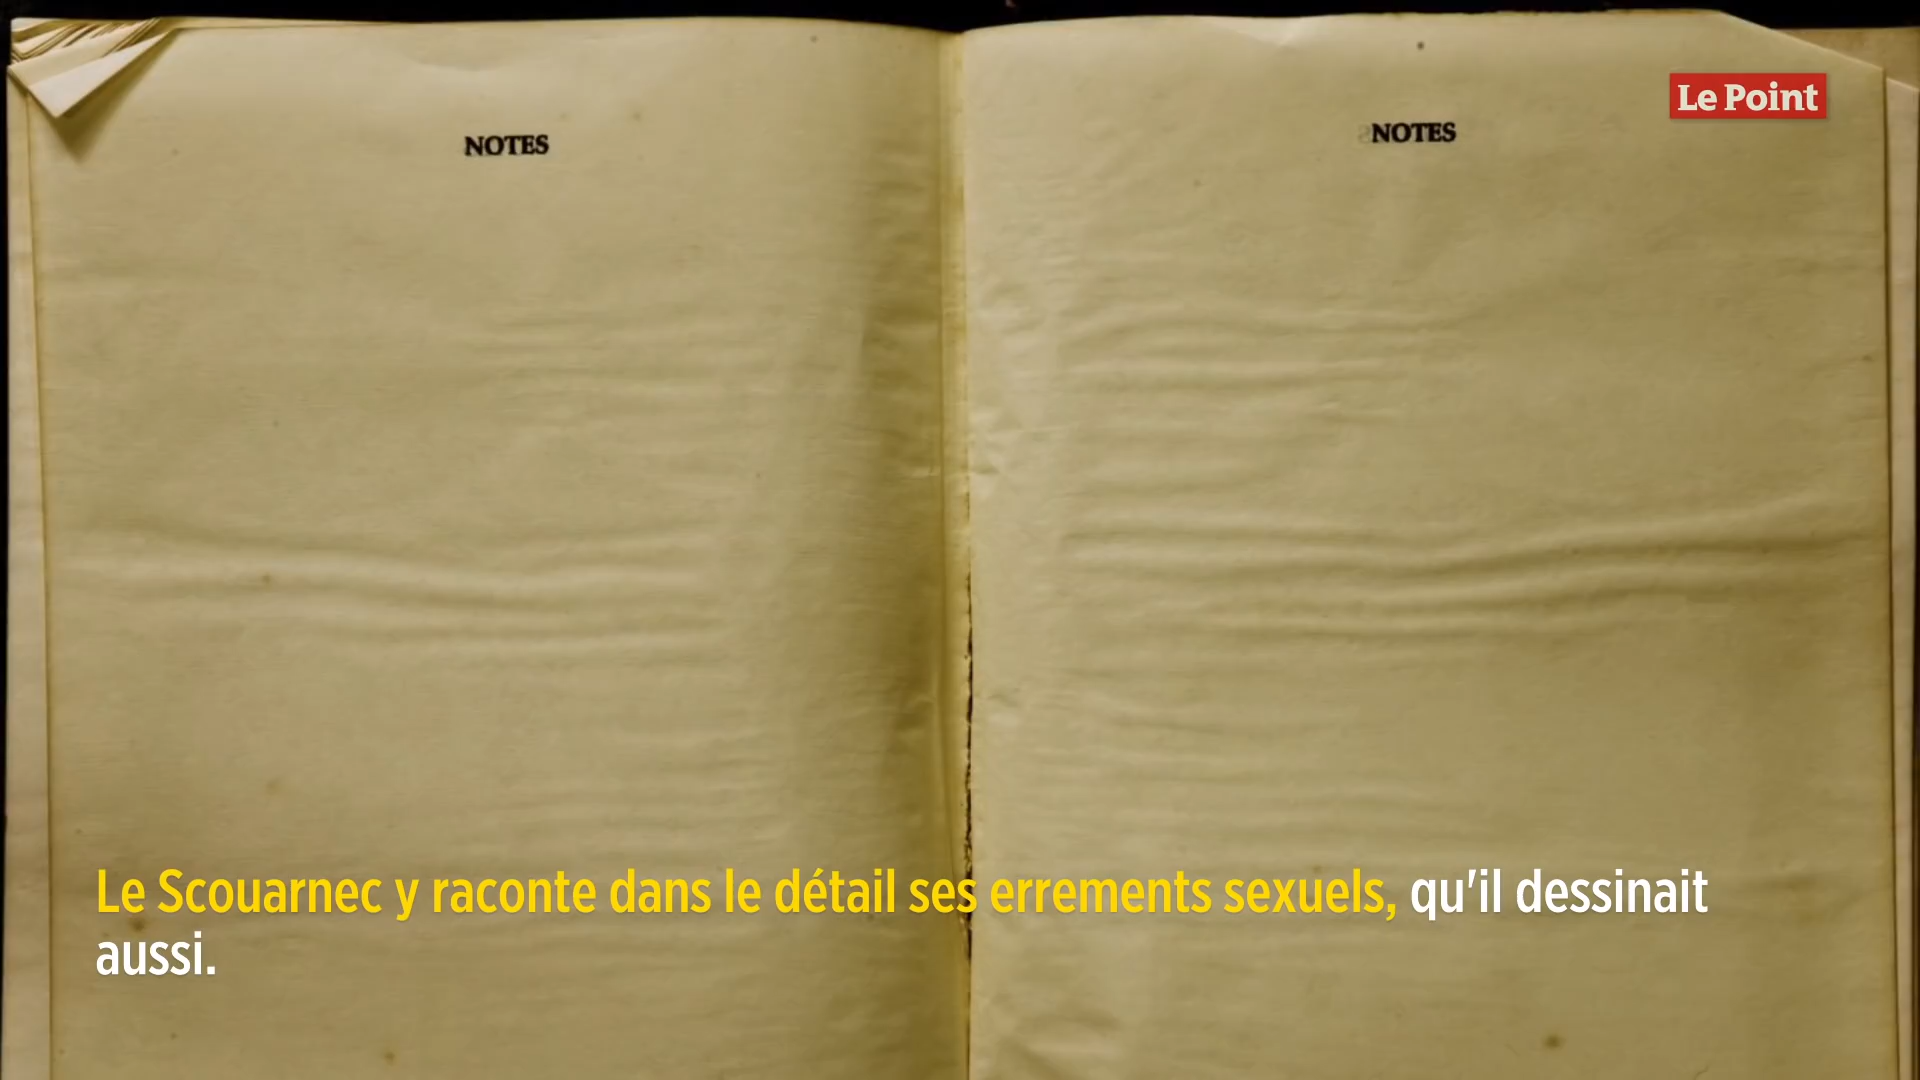 Le Point
NOTES
NOTES
Le Scouarnec y raconte dans le détail ses errements sexuels, qu'il dessinait
aussi.